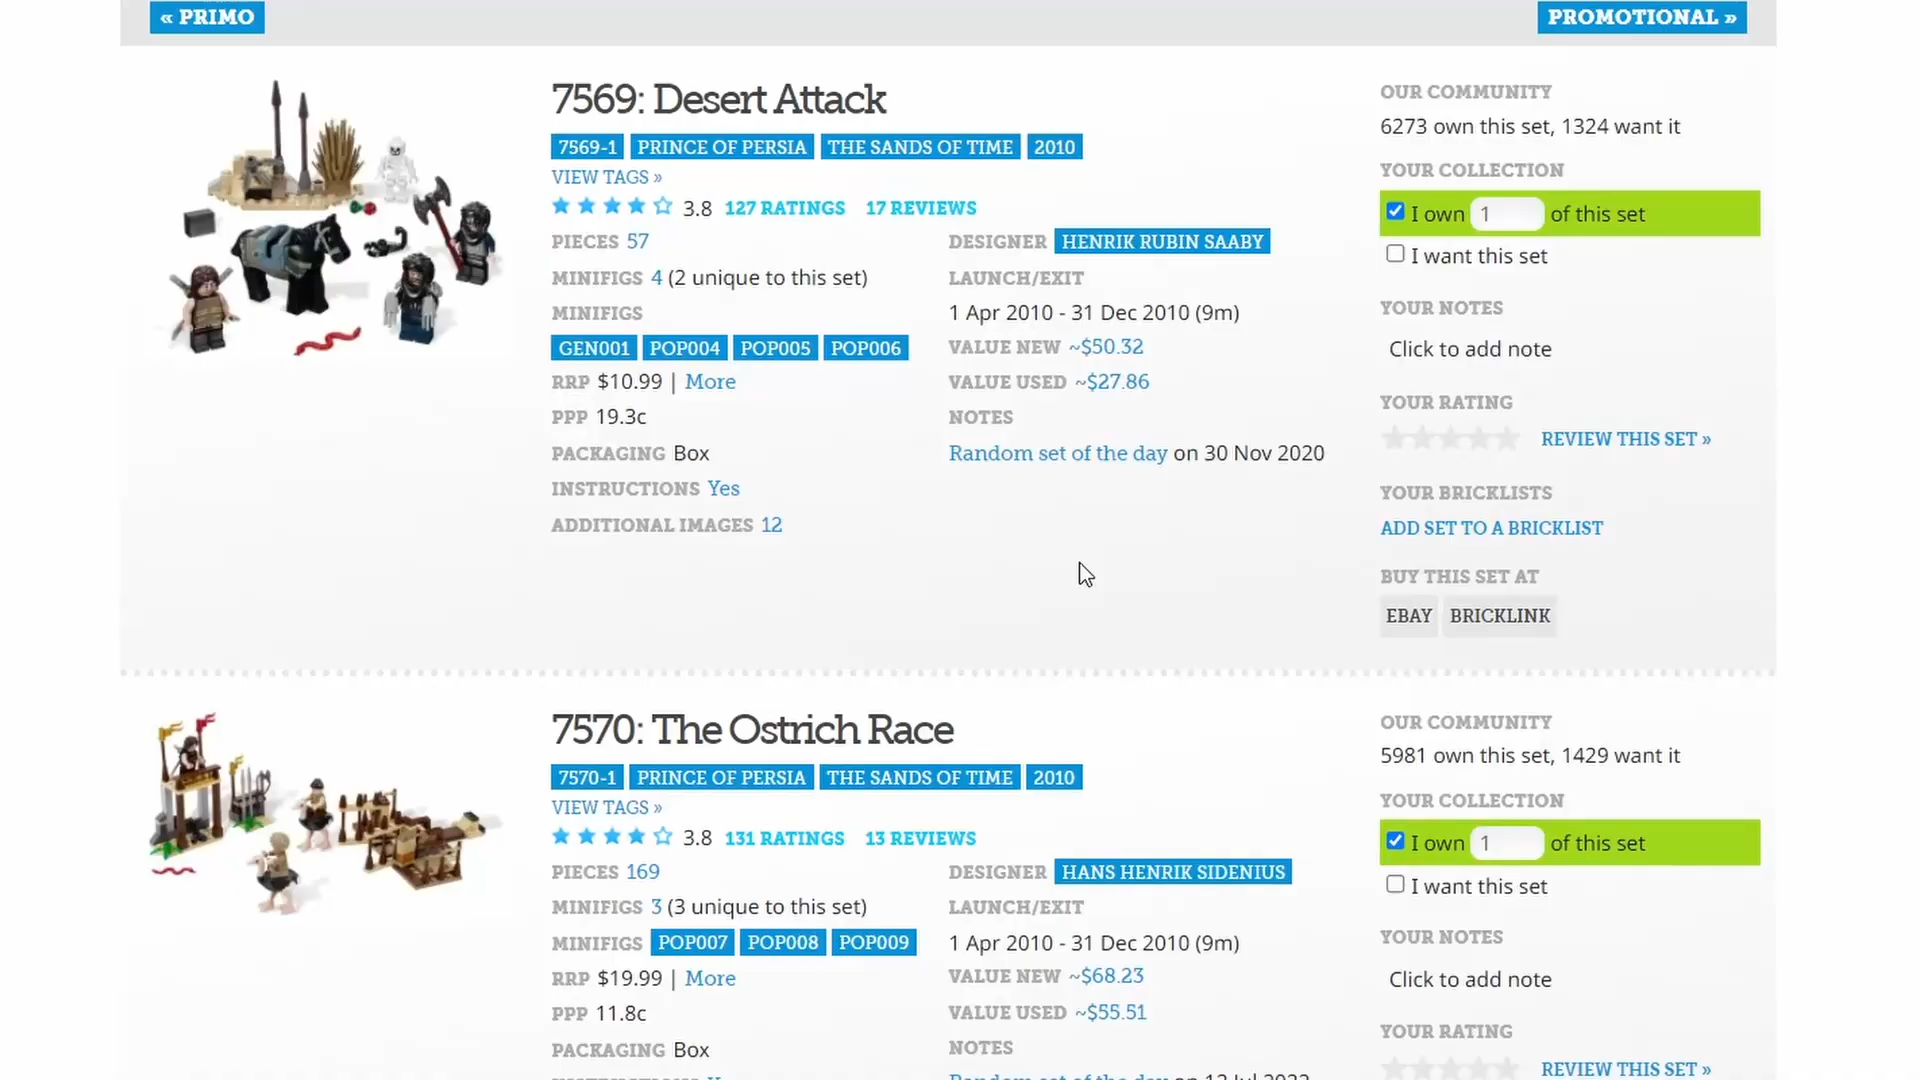 « PRIMO
PROMOTIONAL »
7569: Desert Attack
7569-1 PRINCE OF PERSIA THE SANDS OF TIME 2010
VIEW TAGS »
3.8 127 RATINGS 17 REVIEWS
PIECES 57
MINIFIGS 4 (2 unique to this set)
MINIFIGS
GEN001 POP004 POP005 POP006
RRP $10.99 | More
PPP 19.3c
PACKAGING Box
INSTRUCTIONS Yes
ADDITIONAL IMAGES 12
DESIGNER HENRIK RUBIN SAABY
LAUNCH/EXIT
1 Apr 2010 - 31 Dec 2010 (9m)
VALUE NEW ~$50.32
VALUE USED ~$27.86
NOTES
Random set of the day on 30 Nov 2020
OUR COMMUNITY
6273 own this set, 1324 want it
YOUR COLLECTION
I own 1 of this set
I want this set
YOUR NOTES
Click to add note
YOUR RATING
REVIEW THIS SET »
YOUR BRICKLISTS
ADD SET TO A BRICKLIST
BUY THIS SET AT
EBAY BRICKLINK
7570: The Ostrich Race
7570-1 PRINCE OF PERSIA THE SANDS OF TIME 2010
VIEW TAGS »
3.8 131 RATINGS 13 REVIEWS
PIECES 169
MINIFIGS 3 (3 unique to this set)
MINIFIGS POP007 POP008 POP009
RRP $19.99 | More
PPP 11.8c
PACKAGING Box
DESIGNER HANS HENRIK SIDENIUS
LAUNCH/EXIT
1 Apr 2010 - 31 Dec 2010 (9m)
VALUE NEW ~$68.23
VALUE USED ~$55.51
NOTES
OUR COMMUNITY
5981 own this set, 1429 want it
YOUR COLLECTION
I own 1 of this set
I want this set
YOUR NOTES
Click to add note
YOUR RATING
REVIEW THIS SET »